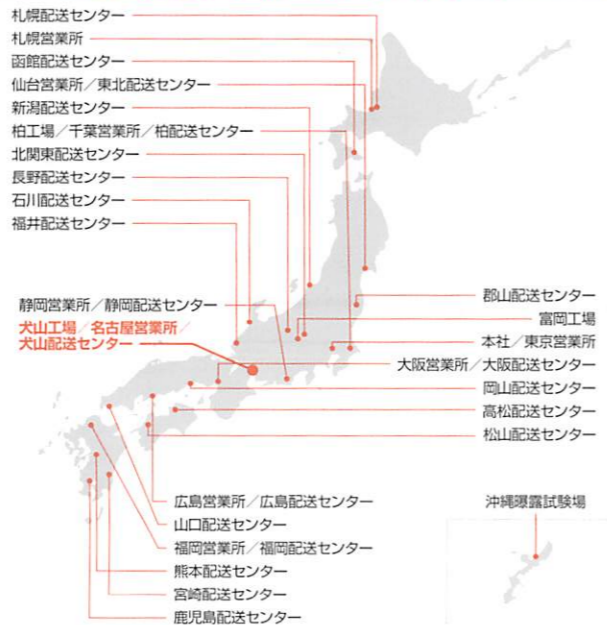 札幌配送センター
札幌営業所
函館配送センター
仙台営業所／東北配送センター
新潟配送センター
柏工場／千葉営業所／柏配送センター
北関東配送センター
長野配送センター
石川配送センター
福井配送センター
静岡営業所／静岡配送センター
犬山工場／名古屋営業所／
犬山配送センター
郡山配送センター
富岡工場
本社／東京営業所
大阪営業所／大阪配送センター
岡山配送センター
高松配送センター
松山配送センター
広島営業所／広島配送センター
山口配送センター
福岡営業所／福岡配送センター
熊本配送センター
宮崎配送センター
鹿児島配送センター
沖縄曝露試験場